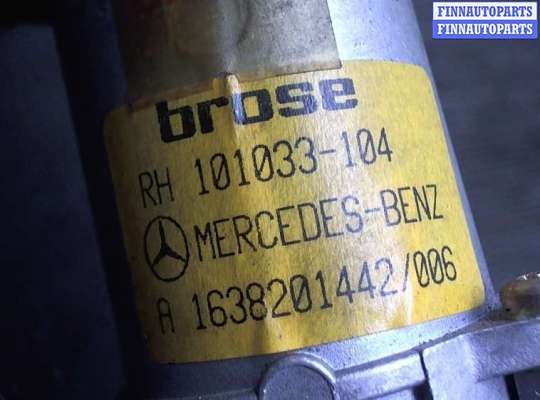 FINNAUTOPARTS
FINNAUTOPARTS
brose
RH 101033-104
MERCEDES-BENZ
A 1638201442/006